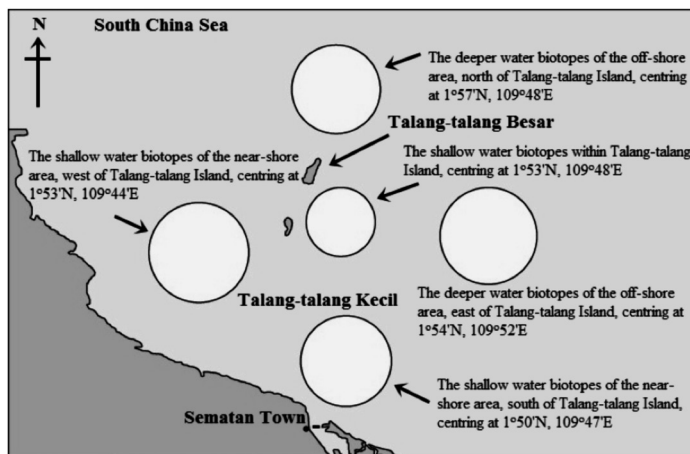 N
South China Sea
The deeper water biotopes of the off-shore
area, north of Talang-talang Island, centring
at 1°57'N, 109°48'E
Talang-talang Besar
The shallow water biotopes of the near-shore
area, west of Talang-talang Island, centring at
1°53'N, 109°44'E
The shallow water biotopes within Talang-talang
Island, centring at 1°53'N, 109°48'E
Talang-talang Kecil
The deeper water biotopes of the off-shore
area, east of Talang-talang Island, centring at
1°54'N, 109°52'E
The shallow water biotopes of the near-
shore area, south of Talang-talang Island,
centring at 1°50'N, 109°47'E
Sematan Town